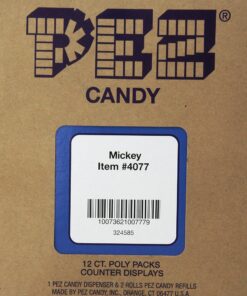 PEZ
CANDY
Mickey
Item #4077
10073621007779
324585
12 CT. POLY PACKS
COUNTER DISPLAYS
1 PEZ CANDY DISPENSER & 2 ROLLS PEZ CANDY REFILLS
MADE BY PEZ CANDY, INC., ORANGE, CT 06477 U.S.A.